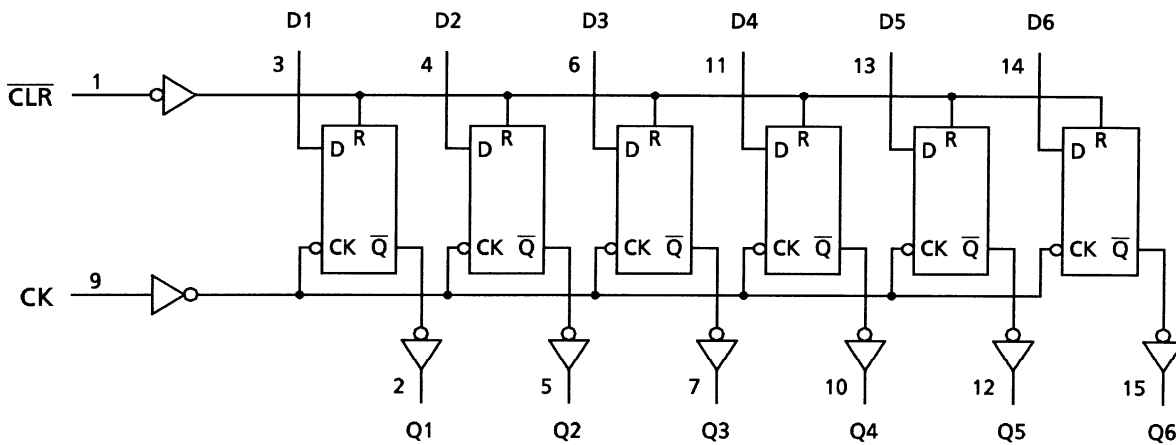 D1 D2 D3 D4 D5 D6
3 4 6 11 13 14
C̅L̅R̅ 1
R R R R R R
D D D D D D
CK Q̅ CK Q̅ CK Q̅ CK Q̅ CK Q̅ CK Q̅
CK 9
2 5 7 10 12 15
Q1 Q2 Q3 Q4 Q5 Q6